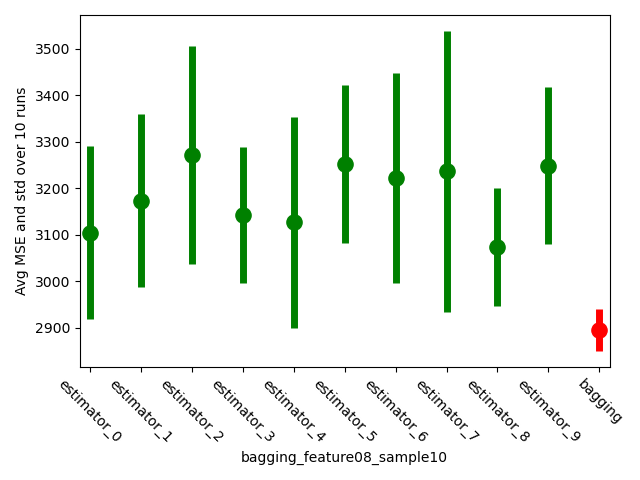 Avg MSE and std over 10 runs
3500
3400
3300
3200
3100
3000
2900
estimator_0
estimator_1
estimator_2
estimator_3
estimator_4
estimator_5
estimator_6
estimator_7
estimator_8
estimator_9
bagging
bagging_feature08_sample10